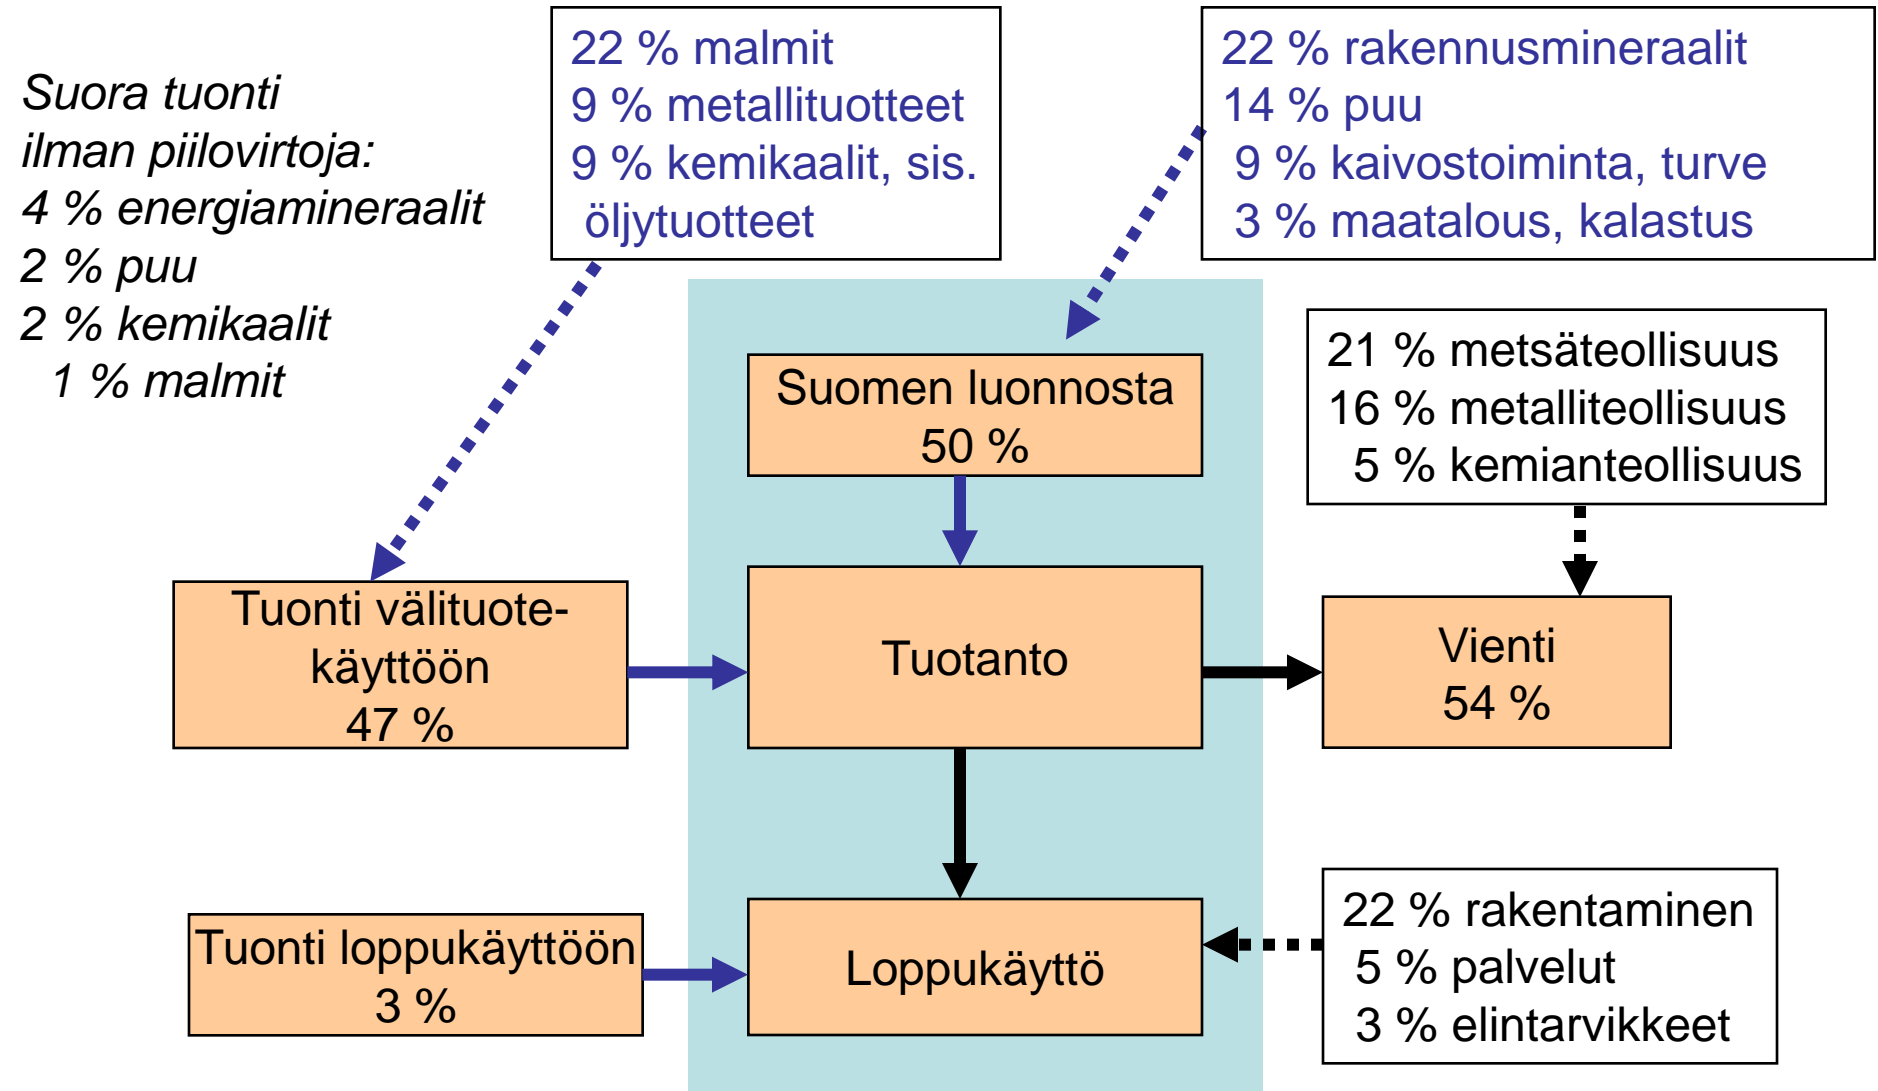 Suora tuonti
ilman piilovirtoja:
4 % energiamineraalit
2 % puu
2 % kemikaalit
1 % malmit
22 % malmit
9 % metallituotteet
9 % kemikaalit, sis.
öljytuotteet
22 % rakennusmineraalit
14 % puu
9 % kaivostoiminta, turve
3 % maatalous, kalastus
Suomen luonnosta
50 %
21 % metsäteollisuus
16 % metalliteollisuus
5 % kemianteollisuus
Tuonti välituote-
käyttöön
47 %
Tuotanto
Vienti
54 %
Tuonti loppukäyttöön
3 %
Loppukäyttö
22 % rakentaminen
5 % palvelut
3 % elintarvikkeet